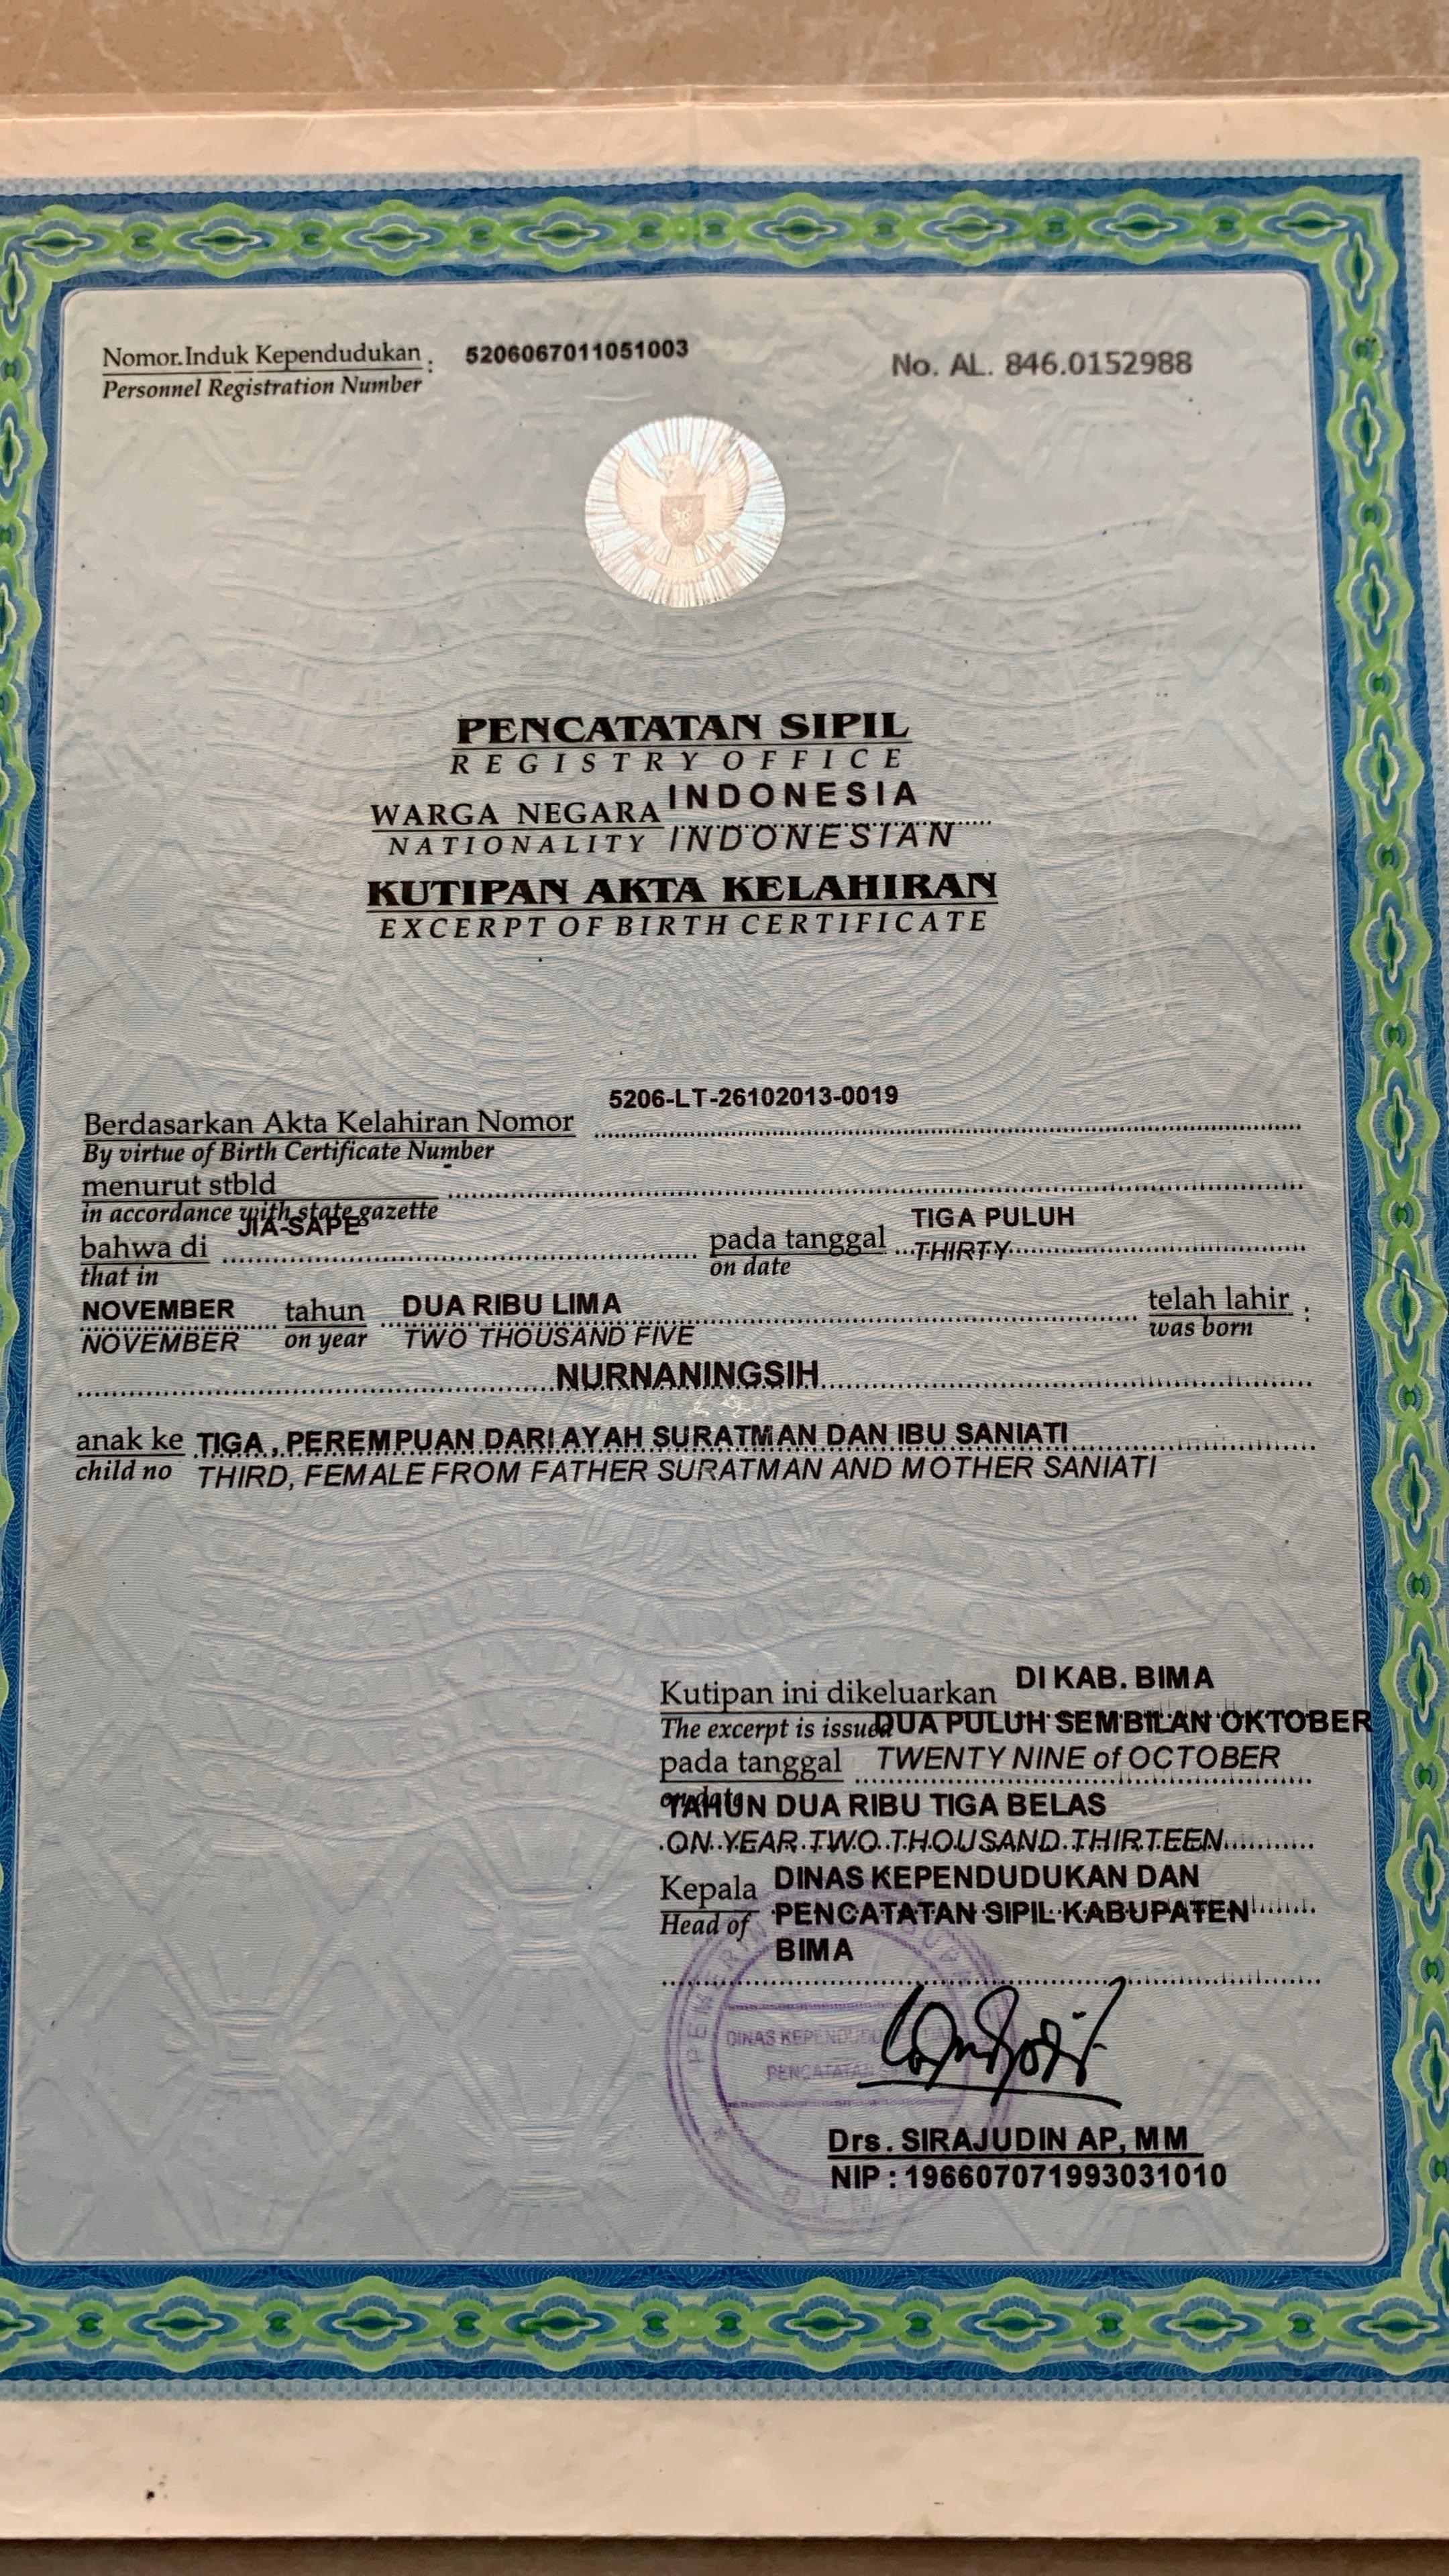 Nomor.Induk Kependudukan : 5206067011051003 No. AL. 846.0152988
Personnel Registration Number
PENCATATAN SIPIL
REGISTRY OFFICE
WARGA NEGARA INDONESIA
NATIONALITY INDONESIAN
KUTIPAN AKTA KELAHIRAN
EXCERPT OF BIRTH CERTIFICATE
5206-LT-26102013-0019
Berdasarkan Akta Kelahiran Nomor
By virtue of Birth Certificate Number
menurut stbld
in accordance with state gazette
JIA-SAPE TIGA PULUH
bahwa di pada tanggal THIRTY
that in on date
NOVEMBER tahun DUA RIBU LIMA telah lahir :
NOVEMBER on year TWO THOUSAND FIVE was born
NURNANINGSIH
anak ke TIGA, PEREMPUAN DARI AYAH SURATMAN DAN IBU SANIATI
child no THIRD, FEMALE FROM FATHER SURATMAN AND MOTHER SANIATI
Kutipan ini dikeluarkan DI KAB. BIMA
The excerpt is issued DUA PULUH SEMBILAN OKTOBER
pada tanggal TWENTY NINE of OCTOBER
on date
TAHUN DUA RIBU TIGA BELAS
ON YEAR TWO THOUSAND THIRTEEN
Kepala DINAS KEPENDUDUKAN DAN
Head of PENCATATAN SIPIL KABUPATEN
BIMA
DINAS
PENCATATAN
Drs. SIRAJUDIN AP, MM
NIP : 196607071993031010